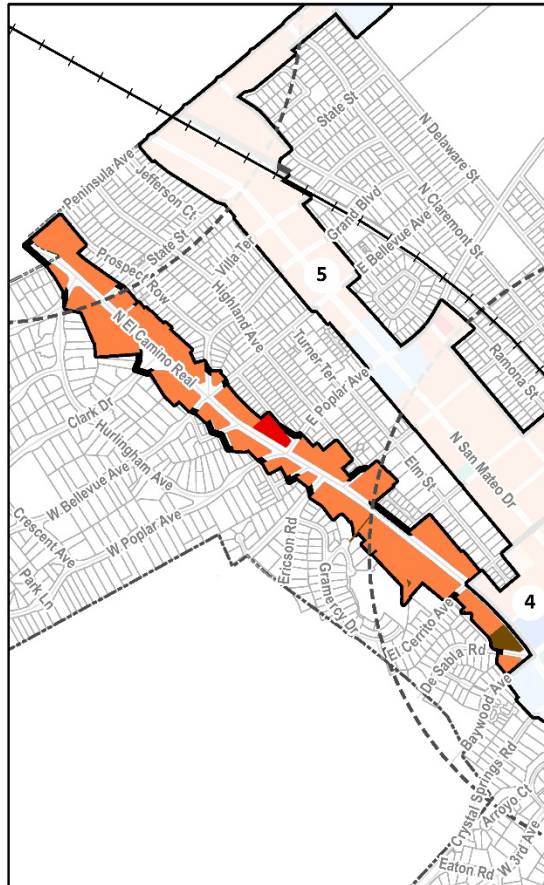 State St
N Delaware St
Peninsula Ave
Jefferson Ct
State St
Grand Blvd
N Claremont St
E Bellevue Ave
Villa Ter
Prospect Row
5
Highland Ave
Ramona St
N El Camino Real
Turner Ter
E Poplar Ave
Clark Dr
N San Mateo Dr
Hurlingham Ave
Elm St
W Bellevue Ave
W Poplar Ave
Crescent Ave
Ericson Rd
Park Ln
Gramercy Dr
4
El Cerrito Ave
De Sabla Rd
Baywood Ave
Crystal Springs Rd
Arroyo Ct
W 3rd Ave
Eaton Rd